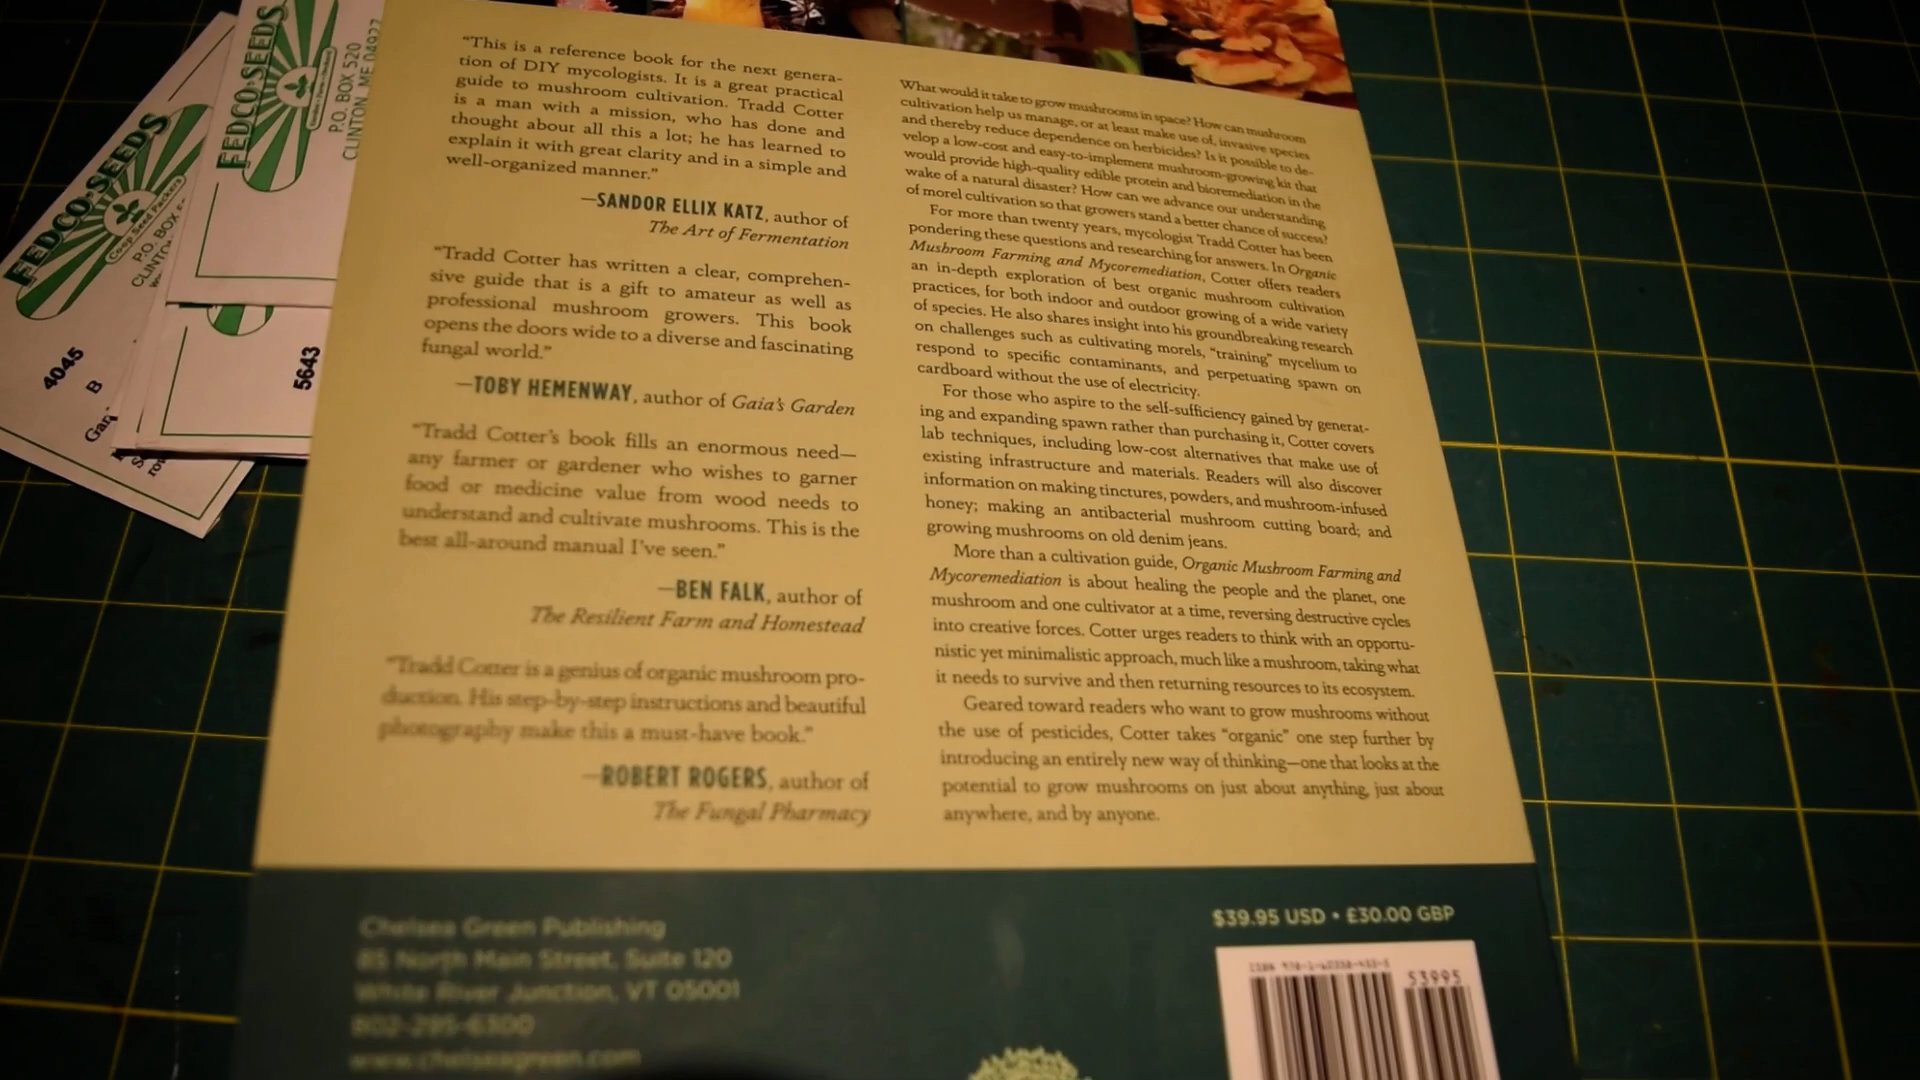 FEDCO·SEEDS
Coop Seed Packers
P.O. BOX
CLINTO
4045
B
FEDCO·SEEDS
P.O. BOX 520
CLINTON, ME 04927
5643
“This is a reference book for the next genera-
tion of DIY mycologists. It is a great practical
guide to mushroom cultivation. Tradd Cotter
is a man with a mission, who has done and
thought about all this a lot; he has learned to
explain it with great clarity and in a simple and
well-organized manner.”
—SANDOR ELLIX KATZ, author of
The Art of Fermentation
“Tradd Cotter has written a clear, comprehen-
sive guide that is a gift to amateur as well as
professional mushroom growers. This book
opens the doors wide to a diverse and fascinating
fungal world.”
—TOBY HEMENWAY, author of Gaia’s Garden
“Tradd Cotter’s book fills an enormous need—
any farmer or gardener who wishes to garner
food or medicine value from wood needs to
understand and cultivate mushrooms. This is the
best all-around manual I’ve seen.”
—BEN FALK, author of
The Resilient Farm and Homestead
“Tradd Cotter is a genius of organic mushroom pro-
duction. His step-by-step instructions and beautiful
photography make this a must-have book.”
—ROBERT ROGERS, author of
The Fungal Pharmacy
What would it take to grow mushrooms in space? How can mushroom
cultivation help us manage, or at least make use of, invasive species
and thereby reduce dependence on herbicides? Is it possible to de-
velop a low-cost and easy-to-implement mushroom-growing kit that
would provide high-quality edible protein and bioremediation in the
wake of a natural disaster? How can we advance our understanding
of morel cultivation so that growers stand a better chance of success?
For more than twenty years, mycologist Tradd Cotter has been
pondering these questions and researching for answers. In Organic
Mushroom Farming and Mycoremediation, Cotter offers readers
an in-depth exploration of best organic mushroom cultivation
practices, for both indoor and outdoor growing of a wide variety
of species. He also shares insight into his groundbreaking research
on challenges such as cultivating morels, “training” mycelium to
respond to specific contaminants, and perpetuating spawn on
cardboard without the use of electricity.
For those who aspire to the self-sufficiency gained by generat-
ing and expanding spawn rather than purchasing it, Cotter covers
lab techniques, including low-cost alternatives that make use of
existing infrastructure and materials. Readers will also discover
information on making tinctures, powders, and mushroom-infused
honey; making an antibacterial mushroom cutting board; and
growing mushrooms on old denim jeans.
More than a cultivation guide, Organic Mushroom Farming and
Mycoremediation is about healing the people and the planet, one
mushroom and one cultivator at a time, reversing destructive cycles
into creative forces. Cotter urges readers to think with an opportu-
nistic yet minimalistic approach, much like a mushroom, taking what
it needs to survive and then returning resources to its ecosystem.
Geared toward readers who want to grow mushrooms without
the use of pesticides, Cotter takes “organic” one step further by
introducing an entirely new way of thinking—one that looks at the
potential to grow mushrooms on just about anything, just about
anywhere, and by anyone.
Chelsea Green Publishing
85 North Main Street, Suite 120
White River Junction, VT 05001
802-295-6300
www.chelseagreen.com
$39.95 USD • £30.00 GBP
53995